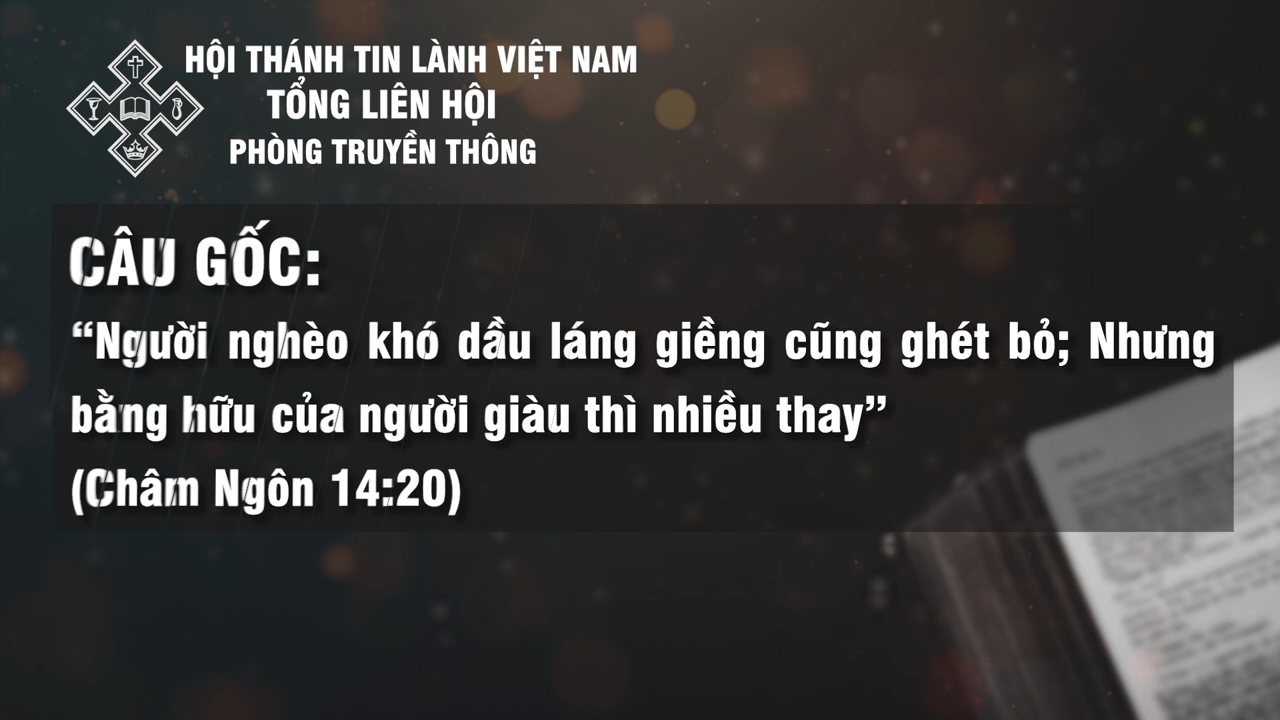 HỘI THÁNH TIN LÀNH VIỆT NAM
TỔNG LIÊN HỘI
PHÒNG TRUYỀN THÔNG
CÂU GỐC:
“Người nghèo khó dầu láng giềng cũng ghét bỏ; Nhưng
bằng hữu của người giàu thì nhiều thay”
(Châm Ngôn 14:20)